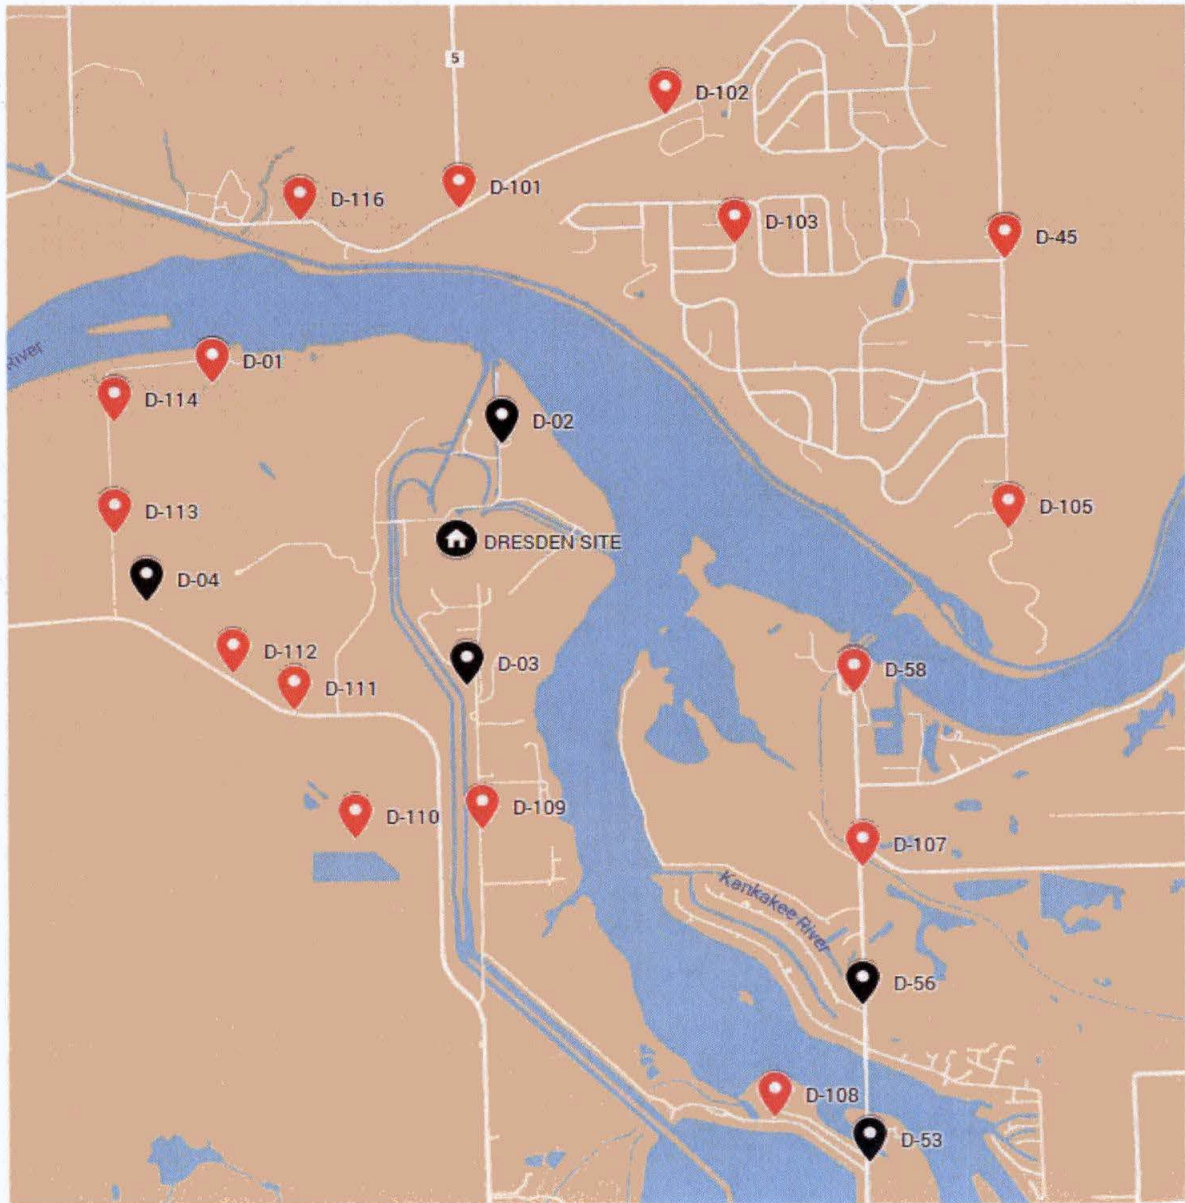 5
D-102
D-101
D-116
D-103
D-45
River
D-01
D-114
D-02
D-113
D-105
DRESDEN SITE
D-04
D-112
D-03
D-58
D-111
D-109
D-110
D-107
Kankakee River
D-56
D-108
D-53